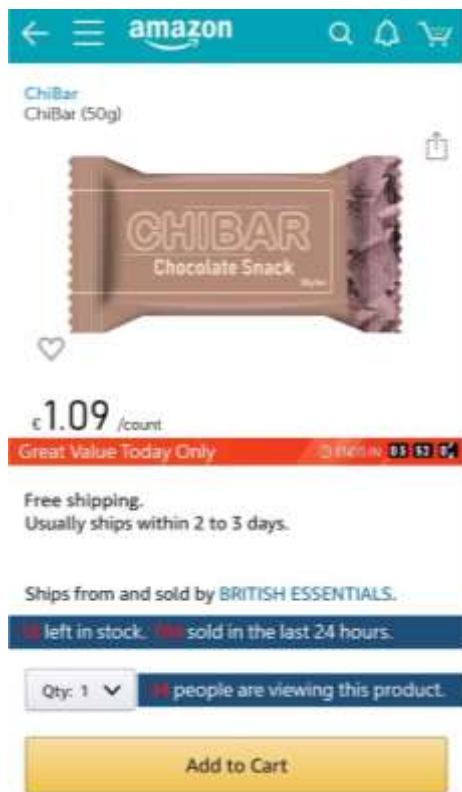 amazon
ChiBar
ChiBar (50g)
CHIBAR
Chocolate Snack
£1.09 /count
Great Value Today Only
ENDS IN
Free shipping.
Usually ships within 2 to 3 days.
Ships from and sold by BRITISH ESSENTIALS.
left in stock. sold in the last 24 hours.
Qty: 1
people are viewing this product.
Add to Cart